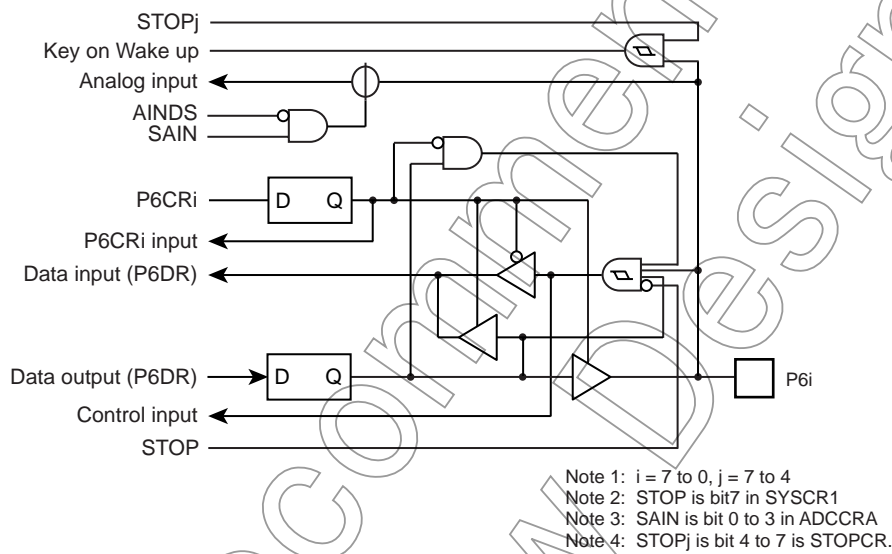 STOPj
Key on Wake up
Analog input
AINDS
SAIN
P6CRi
D Q
P6CRi input
Data input (P6DR)
Data output (P6DR)
D Q
P6i
Control input
STOP
Note 1: i = 7 to 0, j = 7 to 4
Note 2: STOP is bit7 in SYSCR1
Note 3: SAIN is bit 0 to 3 in ADCCRA
Note 4: STOPj is bit 4 to 7 is STOPCR.
ecommen
w Design